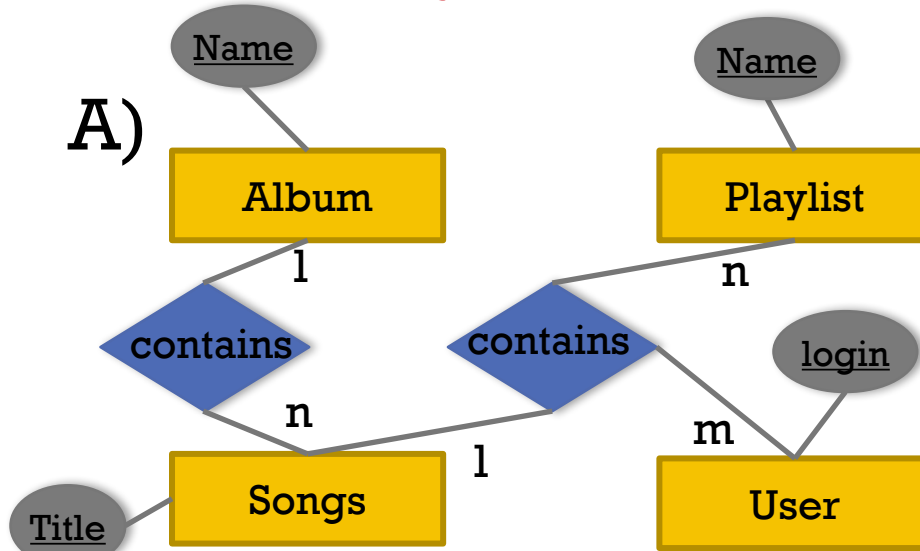 Name
Name
A)
Album
Playlist
1
n
contains
contains
login
n
m
1
Songs
User
Title